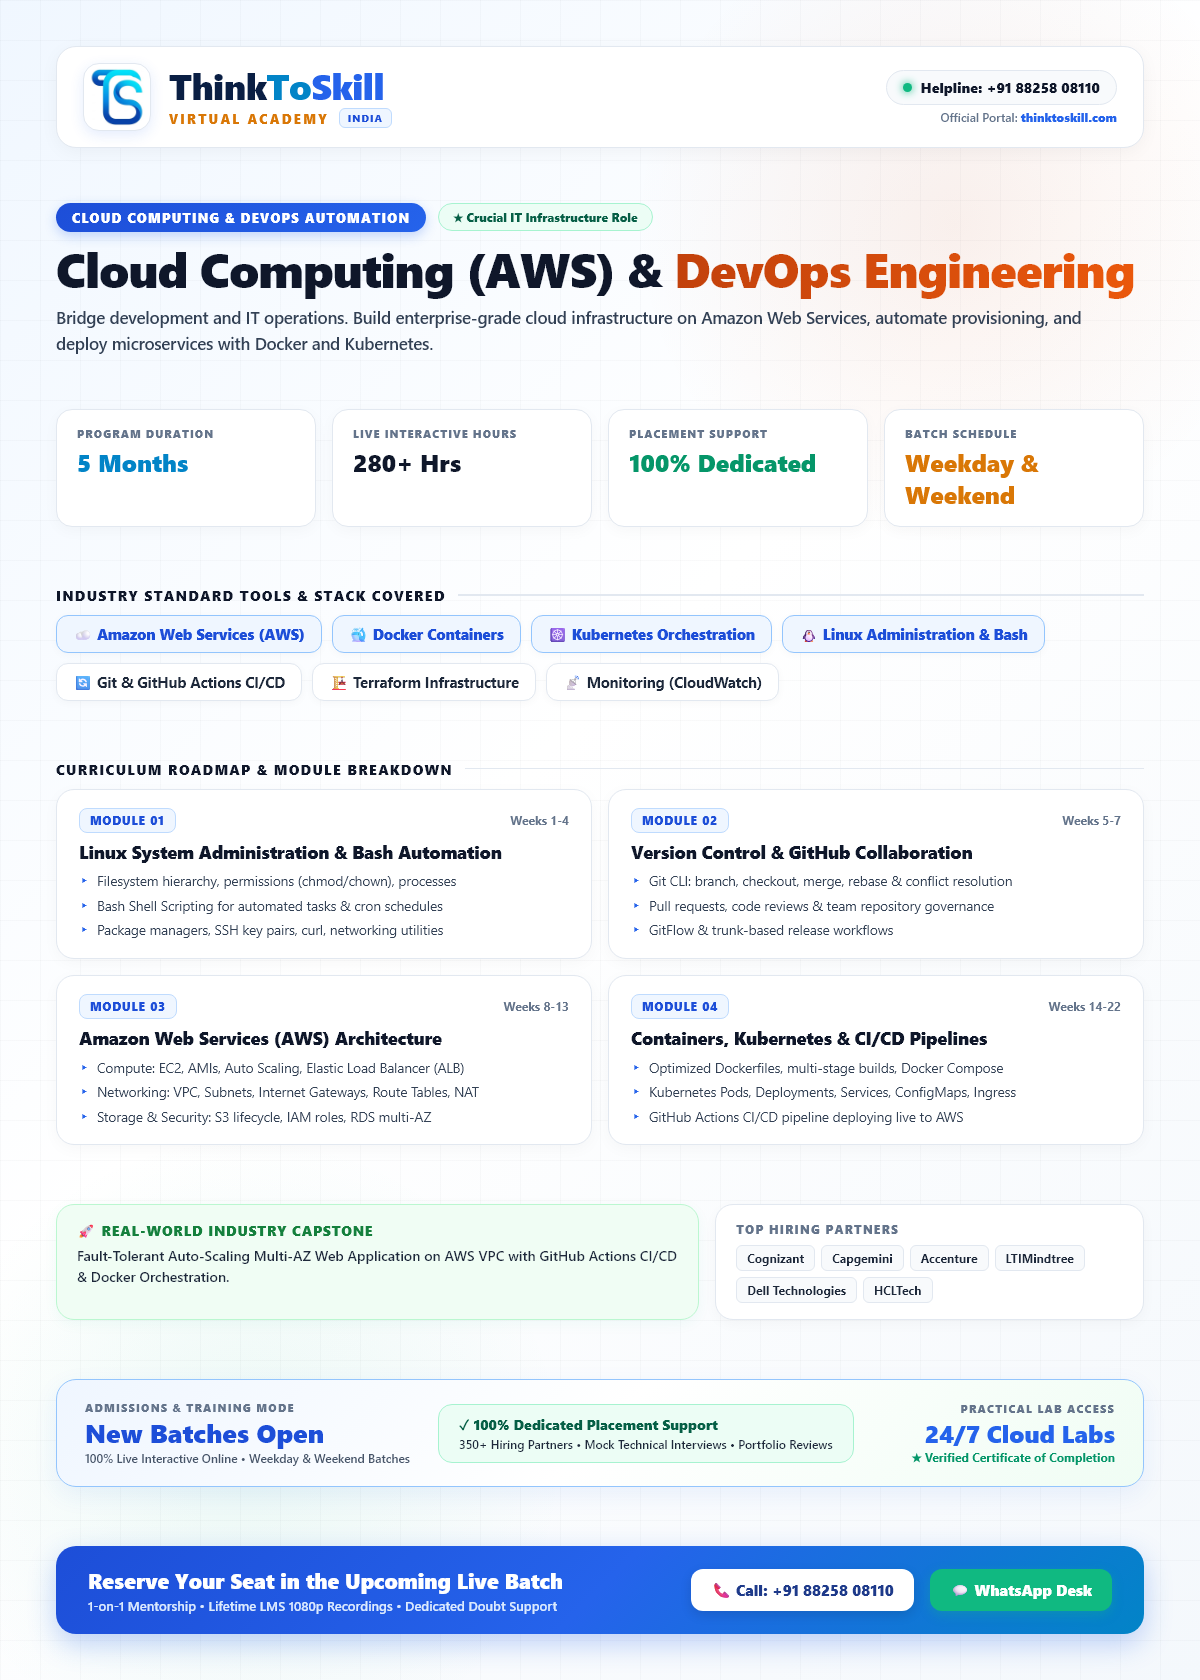 ThinkToSkill
VIRTUAL ACADEMY INDIA
Helpline: +91 88258 08110
Official Portal: thinktoskill.com
CLOUD COMPUTING & DEVOPS AUTOMATION
★ Crucial IT Infrastructure Role
Cloud Computing (AWS) & DevOps Engineering
Bridge development and IT operations. Build enterprise-grade cloud infrastructure on Amazon Web Services, automate provisioning, and
deploy microservices with Docker and Kubernetes.
PROGRAM DURATION
5 Months
LIVE INTERACTIVE HOURS
280+ Hrs
PLACEMENT SUPPORT
100% Dedicated
BATCH SCHEDULE
Weekday &
Weekend
INDUSTRY STANDARD TOOLS & STACK COVERED
Amazon Web Services (AWS)
Docker Containers
Kubernetes Orchestration
Linux Administration & Bash
Git & GitHub Actions CI/CD
Terraform Infrastructure
Monitoring (CloudWatch)
CURRICULUM ROADMAP & MODULE BREAKDOWN
MODULE 01
Weeks 1-4
Linux System Administration & Bash Automation
‣ Filesystem hierarchy, permissions (chmod/chown), processes
‣ Bash Shell Scripting for automated tasks & cron schedules
‣ Package managers, SSH key pairs, curl, networking utilities
MODULE 02
Weeks 5-7
Version Control & GitHub Collaboration
‣ Git CLI: branch, checkout, merge, rebase & conflict resolution
‣ Pull requests, code reviews & team repository governance
‣ GitFlow & trunk-based release workflows
MODULE 03
Weeks 8-13
Amazon Web Services (AWS) Architecture
‣ Compute: EC2, AMIs, Auto Scaling, Elastic Load Balancer (ALB)
‣ Networking: VPC, Subnets, Internet Gateways, Route Tables, NAT
‣ Storage & Security: S3 lifecycle, IAM roles, RDS multi-AZ
MODULE 04
Weeks 14-22
Containers, Kubernetes & CI/CD Pipelines
‣ Optimized Dockerfiles, multi-stage builds, Docker Compose
‣ Kubernetes Pods, Deployments, Services, ConfigMaps, Ingress
‣ GitHub Actions CI/CD pipeline deploying live to AWS
🚀 REAL-WORLD INDUSTRY CAPSTONE
Fault-Tolerant Auto-Scaling Multi-AZ Web Application on AWS VPC with GitHub Actions CI/CD
& Docker Orchestration.
TOP HIRING PARTNERS
Cognizant Capgemini Accenture LTIMindtree
Dell Technologies HCLTech
ADMISSIONS & TRAINING MODE
New Batches Open
100% Live Interactive Online • Weekday & Weekend Batches
✓ 100% Dedicated Placement Support
350+ Hiring Partners • Mock Technical Interviews • Portfolio Reviews
PRACTICAL LAB ACCESS
24/7 Cloud Labs
★ Verified Certificate of Completion
Reserve Your Seat in the Upcoming Live Batch
1-on-1 Mentorship • Lifetime LMS 1080p Recordings • Dedicated Doubt Support
📞 Call: +91 88258 08110
💬 WhatsApp Desk